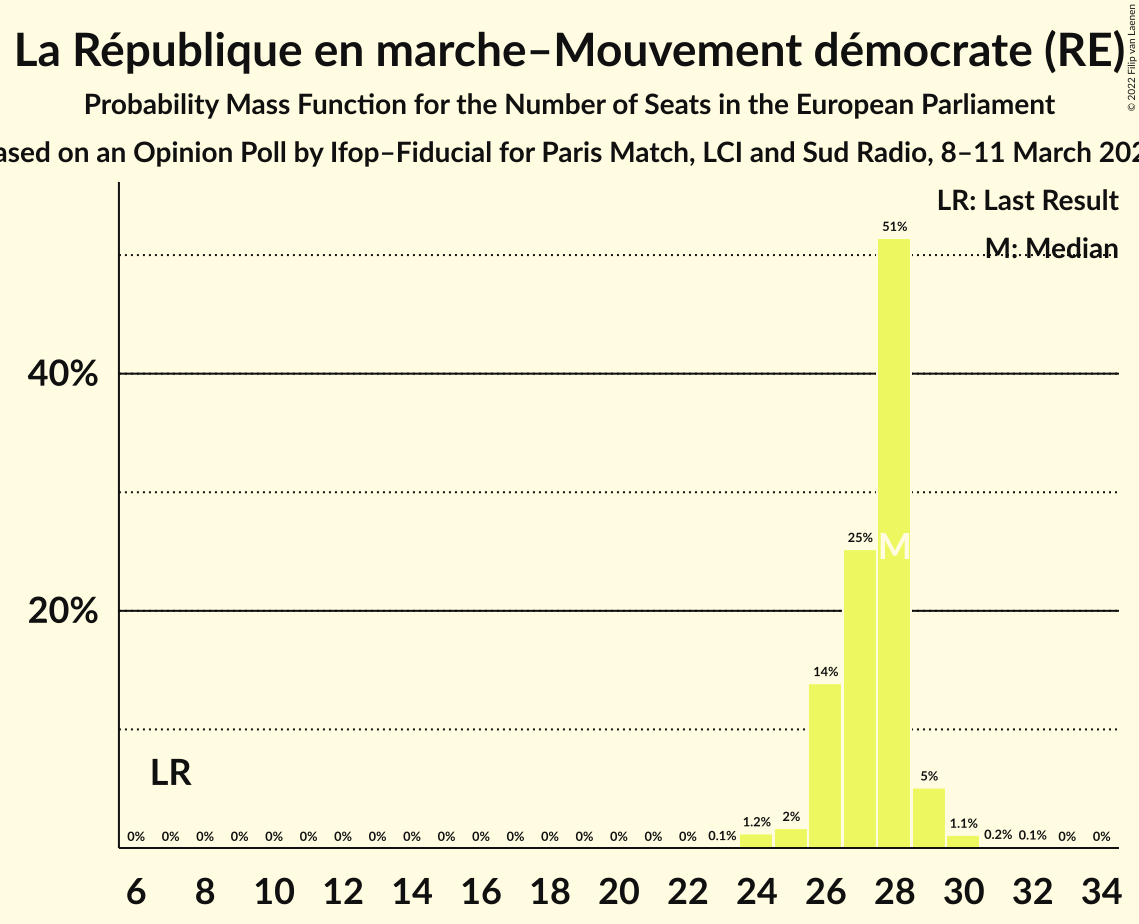 La République en marche–Mouvement démocrate (RE)
© 2022 Filip van Laenen
Probability Mass Function for the Number of Seats in the European Parliament
ased on an Opinion Poll by Ifop–Fiducial for Paris Match, LCI and Sud Radio, 8–11 March 202
LR: Last Result
M: Median
51%
40%
25%
M
20%
14%
LR
5%
0% 0% 0% 0% 0% 0% 0% 0% 0% 0% 0% 0% 0% 0% 0% 0% 0% 0.1% 1.2% 2% 1.1% 0.2% 0.1% 0% 0%
6 8 10 12 14 16 18 20 22 24 26 28 30 32 34